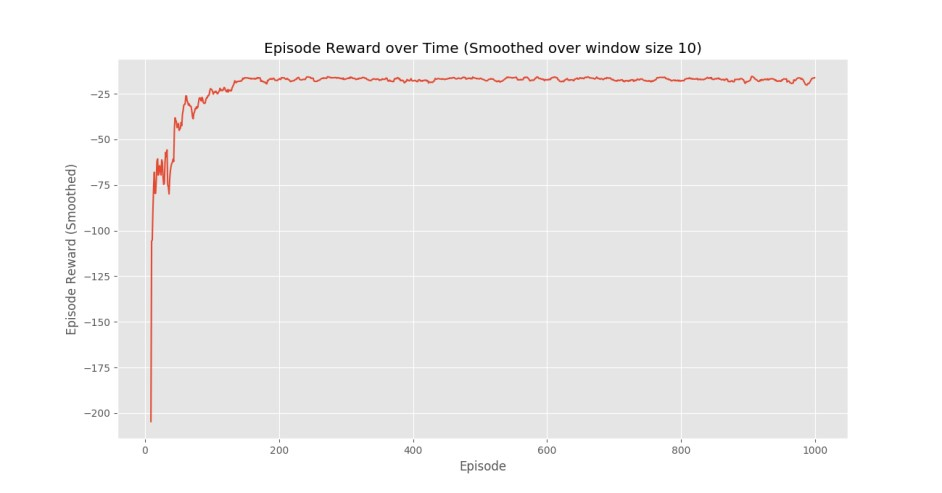 Episode Reward over Time (Smoothed over window size 10)
Episode Reward (Smoothed)
−25
−50
−75
−100
−125
−150
−175
−200
0 200 400 600 800 1000
Episode